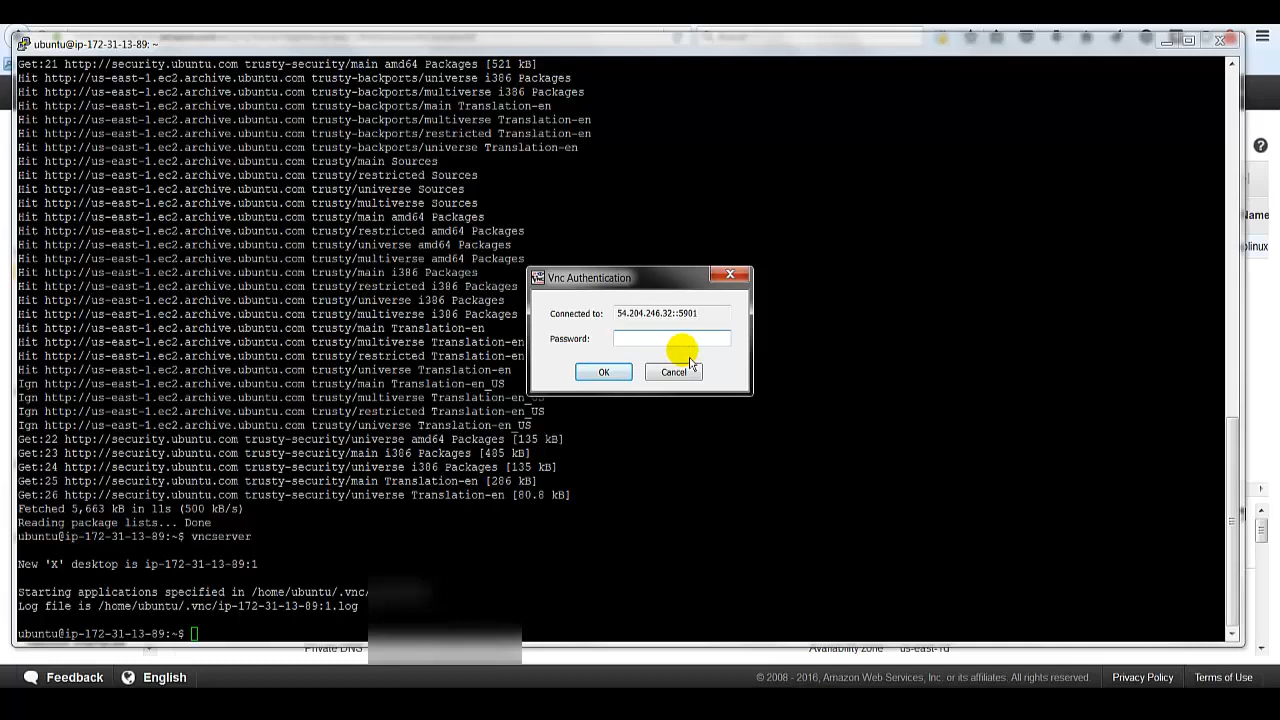 ubuntu@ip-172-31-13-89: ~
Get:21 http://security.ubuntu.com trusty-security/main amd64 Packages [521 kB]
Hit http://us-east-1.ec2.archive.ubuntu.com trusty-backports/universe i386 Packages
Hit http://us-east-1.ec2.archive.ubuntu.com trusty-backports/multiverse i386 Packages
Hit http://us-east-1.ec2.archive.ubuntu.com trusty-backports/main Translation-en
Hit http://us-east-1.ec2.archive.ubuntu.com trusty-backports/multiverse Translation-en
Hit http://us-east-1.ec2.archive.ubuntu.com trusty-backports/restricted Translation-en
Hit http://us-east-1.ec2.archive.ubuntu.com trusty-backports/universe Translation-en
Hit http://us-east-1.ec2.archive.ubuntu.com trusty/main Sources
Hit http://us-east-1.ec2.archive.ubuntu.com trusty/restricted Sources
Hit http://us-east-1.ec2.archive.ubuntu.com trusty/universe Sources
Hit http://us-east-1.ec2.archive.ubuntu.com trusty/multiverse Sources
Hit http://us-east-1.ec2.archive.ubuntu.com trusty/main amd64 Packages
Hit http://us-east-1.ec2.archive.ubuntu.com trusty/restricted amd64 Packages
Hit http://us-east-1.ec2.archive.ubuntu.com trusty/universe amd64 Packages
Hit http://us-east-1.ec2.archive.ubuntu.com trusty/multiverse amd64 Packages
Hit http://us-east-1.ec2.archive.ubuntu.com trusty/main i386 Packages
Hit http://us-east-1.ec2.archive.ubuntu.com trusty/restricted i386
Hit http://us-east-1.ec2.archive.ubuntu.com trusty/universe i386 Packages
Hit http://us-east-1.ec2.archive.ubuntu.com trusty/multiverse i386
Hit http://us-east-1.ec2.archive.ubuntu.com trusty/main Translation-en
Hit http://us-east-1.ec2.archive.ubuntu.com trusty/multiverse
Hit http://us-east-1.ec2.archive.ubuntu.com trusty/restricted
Hit http://us-east-1.ec2.archive.ubuntu.com trusty/universe Translation-en
Ign http://us-east-1.ec2.archive.ubuntu.com trusty/main Translation-en_US
Ign http://us-east-1.ec2.archive.ubuntu.com trusty/multiverse Translation-en_US
Ign http://us-east-1.ec2.archive.ubuntu.com trusty/restricted Translation-en_US
Ign http://us-east-1.ec2.archive.ubuntu.com trusty/universe Translation-en_US
Get:22 http://security.ubuntu.com trusty-security/universe amd64 Packages [135 kB]
Get:23 http://security.ubuntu.com trusty-security/main i386 Packages [485 kB]
Get:24 http://security.ubuntu.com trusty-security/universe i386 Packages [135 kB]
Get:25 http://security.ubuntu.com trusty-security/main Translation-en [286 kB]
Get:26 http://security.ubuntu.com trusty-security/universe Translation-en [80.8 kB]
Fetched 5,663 kB in 11s (500 kB/s)
Reading package lists... Done
ubuntu@ip-172-31-13-89:~$ vncserver
New 'X' desktop is ip-172-31-13-89:1
Starting applications specified in /home/ubuntu/.vnc/
Log file is /home/ubuntu/.vnc/ip-172-31-13-89:1.log
ubuntu@ip-172-31-13-89:~$
Vnc Authentication
Connected to: 54.204.246.32::5901
Password:
OK Cancel
Name
Private DNS
Availability zone us-east-1d
Feedback English © 2008 - 2016, Amazon Web Services, Inc. or its affiliates. All rights reserved. Privacy Policy Terms of Use